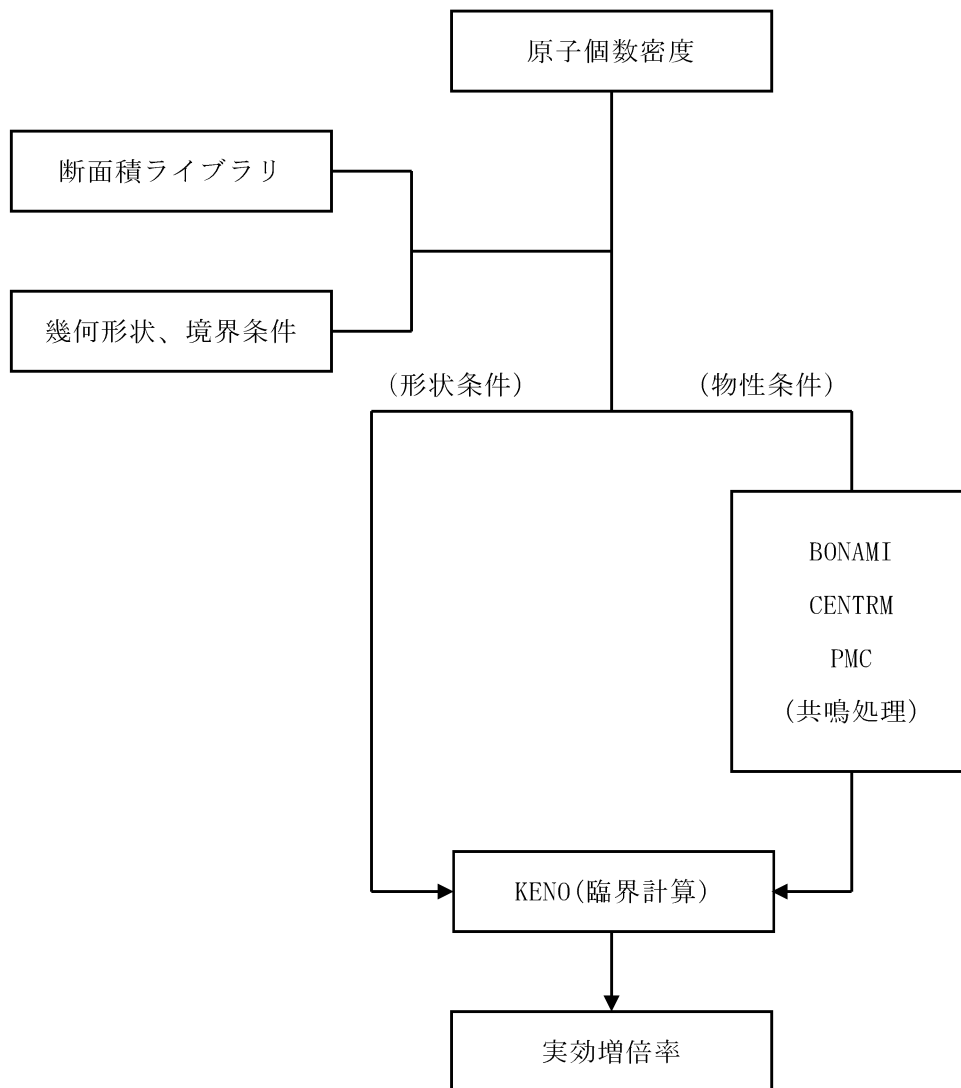 原子個数密度
断面積ライブラリ
幾何形状、境界条件
(形状条件)
(物性条件)
BONAMI
CENTRM
PMC
(共鳴処理)
KENO(臨界計算)
実効増倍率